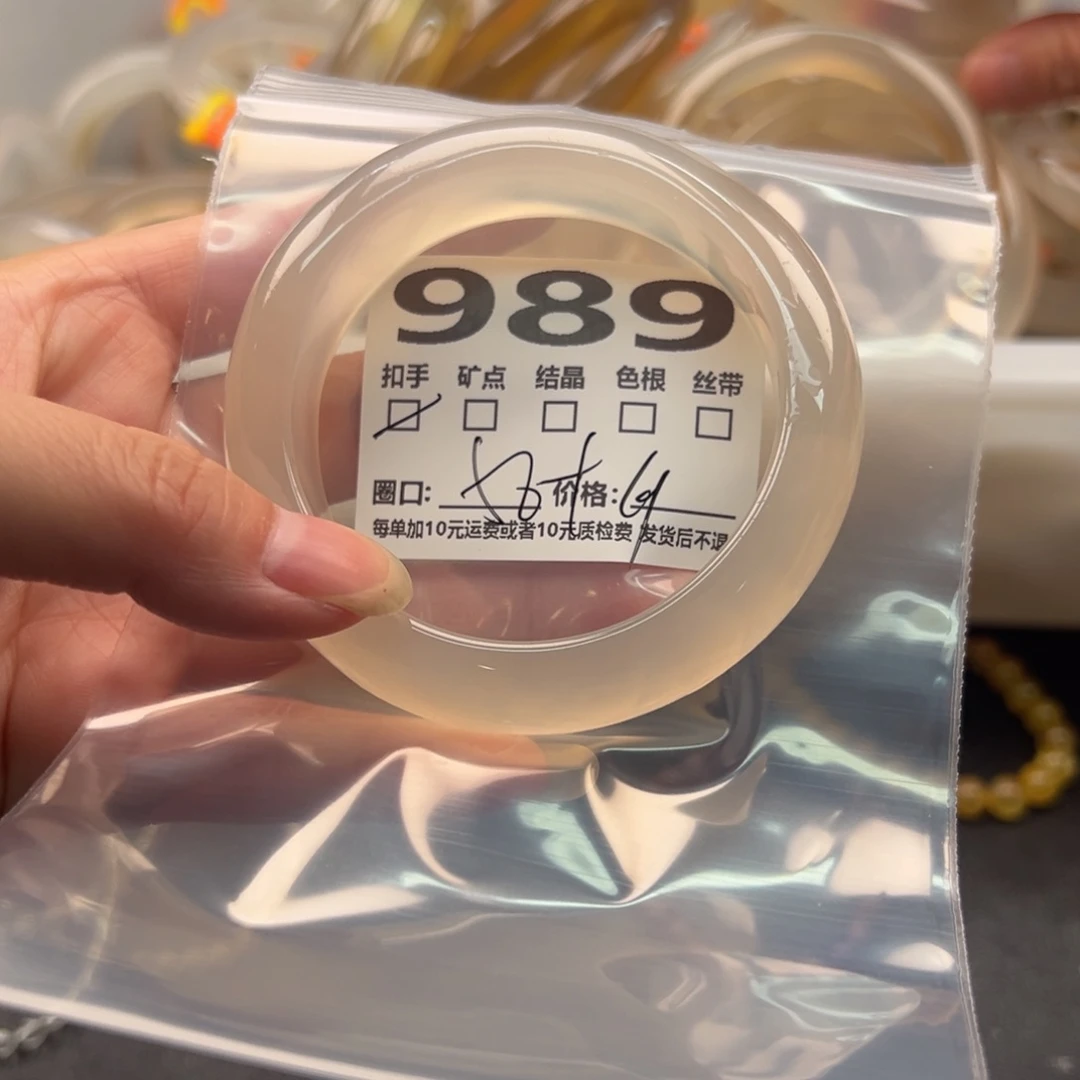 989
扣手 矿点 结晶 色根 丝带
圈口: 价格:
每单加10元运费或者10元质检费 发货后不退